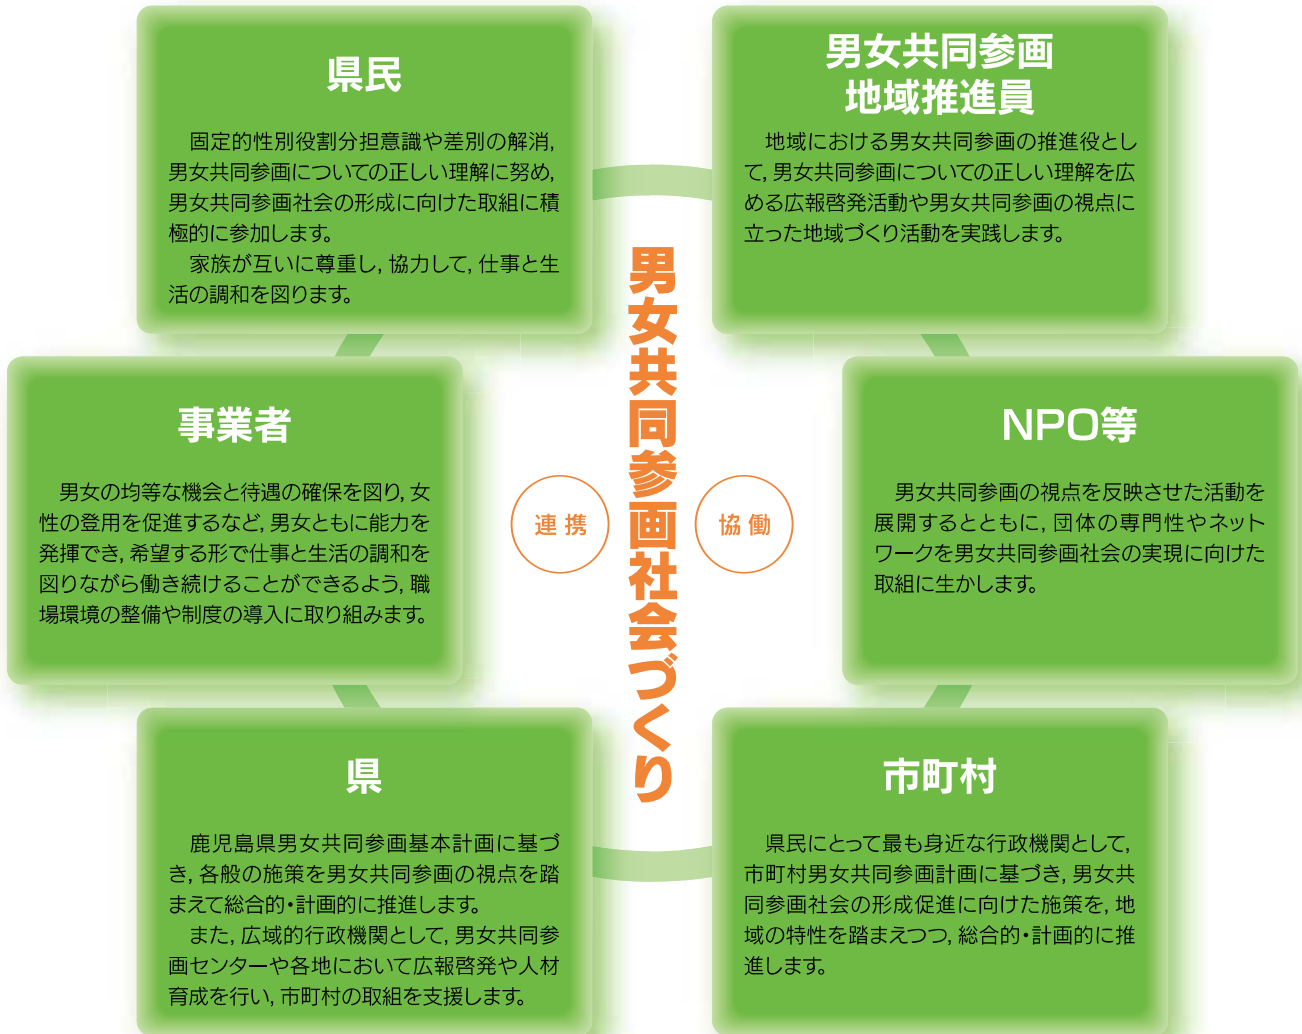 県民
固定的性別役割分担意識や差別の解消,
男女共同参画についての正しい理解に努め,
男女共同参画社会の形成に向けた取組に積
極的に参加します。
家族が互いに尊重し, 協力して, 仕事と生
活の調和を図ります。
男女共同参画
地域推進員
地域における男女共同参画の推進役とし
て, 男女共同参画についての正しい理解を広
める広報啓発活動や男女共同参画の視点に
立った地域づくり活動を実践します。
事業者
男女の均等な機会と待遇の確保を図り, 女
性の登用を促進するなど, 男女ともに能力を
発揮でき, 希望する形で仕事と生活の調和を
図りながら働き続けることができるよう, 職
場環境の整備や制度の導入に取り組みます。
連携
男女共同参画社会づくり
協働
NPO等
男女共同参画の視点を反映させた活動を
展開するとともに, 団体の専門性やネット
ワークを男女共同参画社会の実現に向けた
取組に生かします。
県
鹿児島県男女共同参画基本計画に基づ
き, 各般の施策を男女共同参画の視点を踏
まえて総合的・計画的に推進します。
また, 広域的行政機関として, 男女共同参
画センターや各地において広報啓発や人材
育成を行い, 市町村の取組を支援します。
市町村
県民にとって最も身近な行政機関として,
市町村男女共同参画計画に基づき, 男女共
同参画社会の形成促進に向けた施策を, 地
域の特性を踏まえつつ, 総合的・計画的に推
進します。